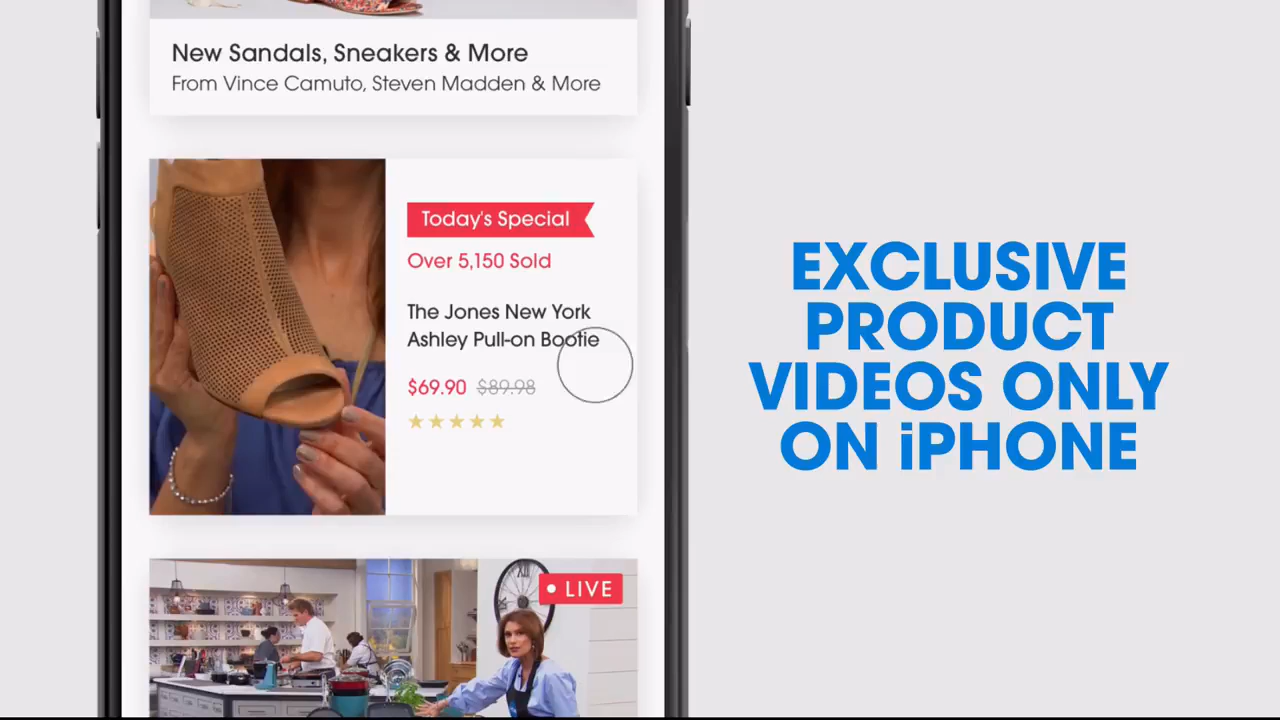 New Sandals, Sneakers & More
From Vince Camuto, Steven Madden & More
Today's Special
Over 5,150 Sold
The Jones New York
Ashley Pull-on Bootie
$69.90 $89.98
LIVE
EXCLUSIVE
PRODUCT
VIDEOS ONLY
ON iPHONE